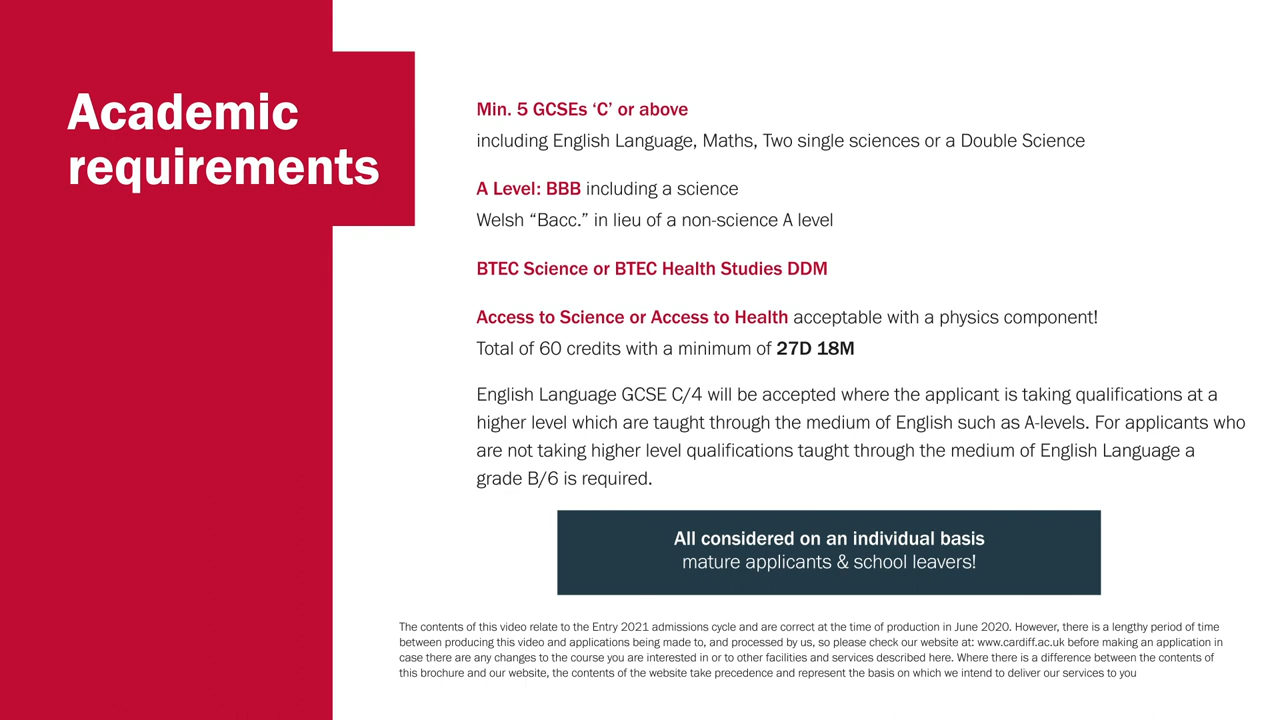 Academic
requirements
Min. 5 GCSEs ‘C’ or above
including English Language, Maths, Two single sciences or a Double Science
A Level: BBB including a science
Welsh “Bacc.” in lieu of a non-science A level
BTEC Science or BTEC Health Studies DDM
Access to Science or Access to Health acceptable with a physics component!
Total of 60 credits with a minimum of 27D 18M
English Language GCSE C/4 will be accepted where the applicant is taking qualifications at a
higher level which are taught through the medium of English such as A-levels. For applicants who
are not taking higher level qualifications taught through the medium of English Language a
grade B/6 is required.
All considered on an individual basis
mature applicants & school leavers!
The contents of this video relate to the Entry 2021 admissions cycle and are correct at the time of production in June 2020. However, there is a lengthy period of time
between producing this video and applications being made to, and processed by us, so please check our website at: www.cardiff.ac.uk before making an application in
case there are any changes to the course you are interested in or to other facilities and services described here. Where there is a difference between the contents of
this brochure and our website, the contents of the website take precedence and represent the basis on which we intend to deliver our services to you